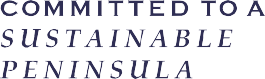 COMMITTED TO A
SUSTAINABLE
PENINSULA